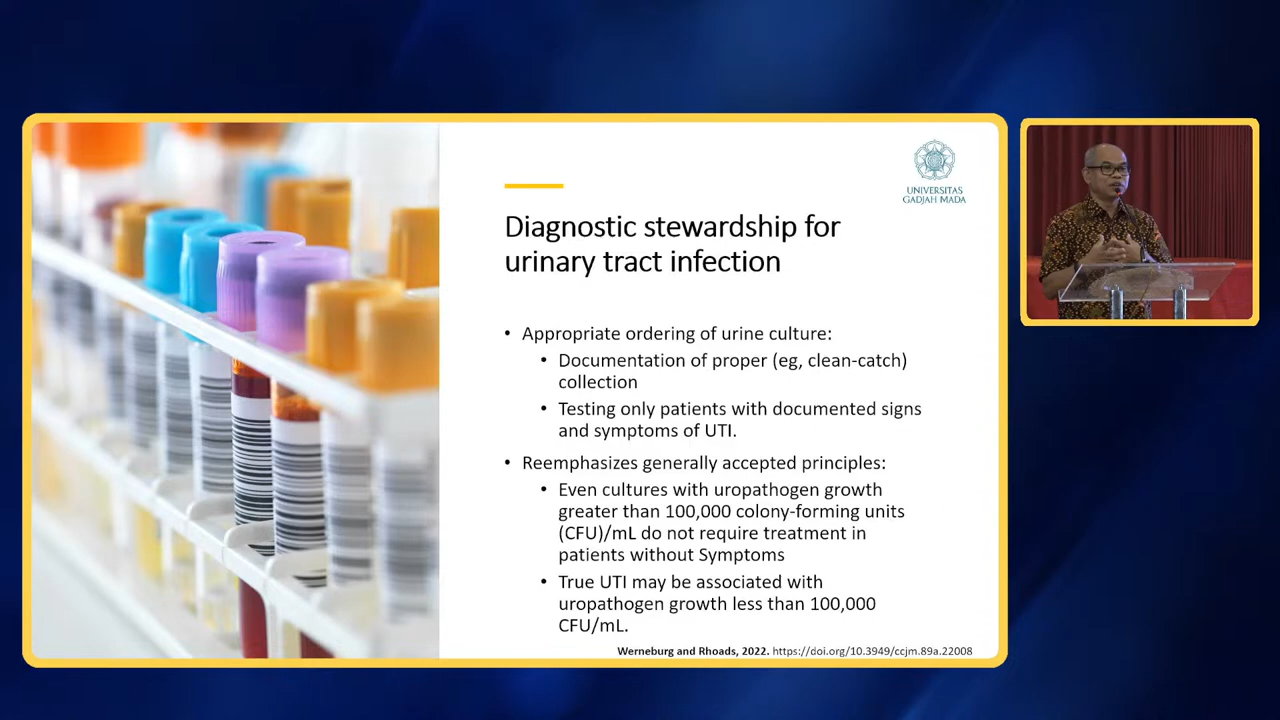 UNIVERSITAS
GADJAH MADA
Diagnostic stewardship for
urinary tract infection
• Appropriate ordering of urine culture:
• Documentation of proper (eg, clean-catch)
collection
• Testing only patients with documented signs
and symptoms of UTI.
• Reemphasizes generally accepted principles:
• Even cultures with uropathogen growth
greater than 100,000 colony-forming units
(CFU)/mL do not require treatment in
patients without Symptoms
• True UTI may be associated with
uropathogen growth less than 100,000
CFU/mL.
Werneburg and Rhoads, 2022. https://doi.org/10.3949/ccjm.89a.22008